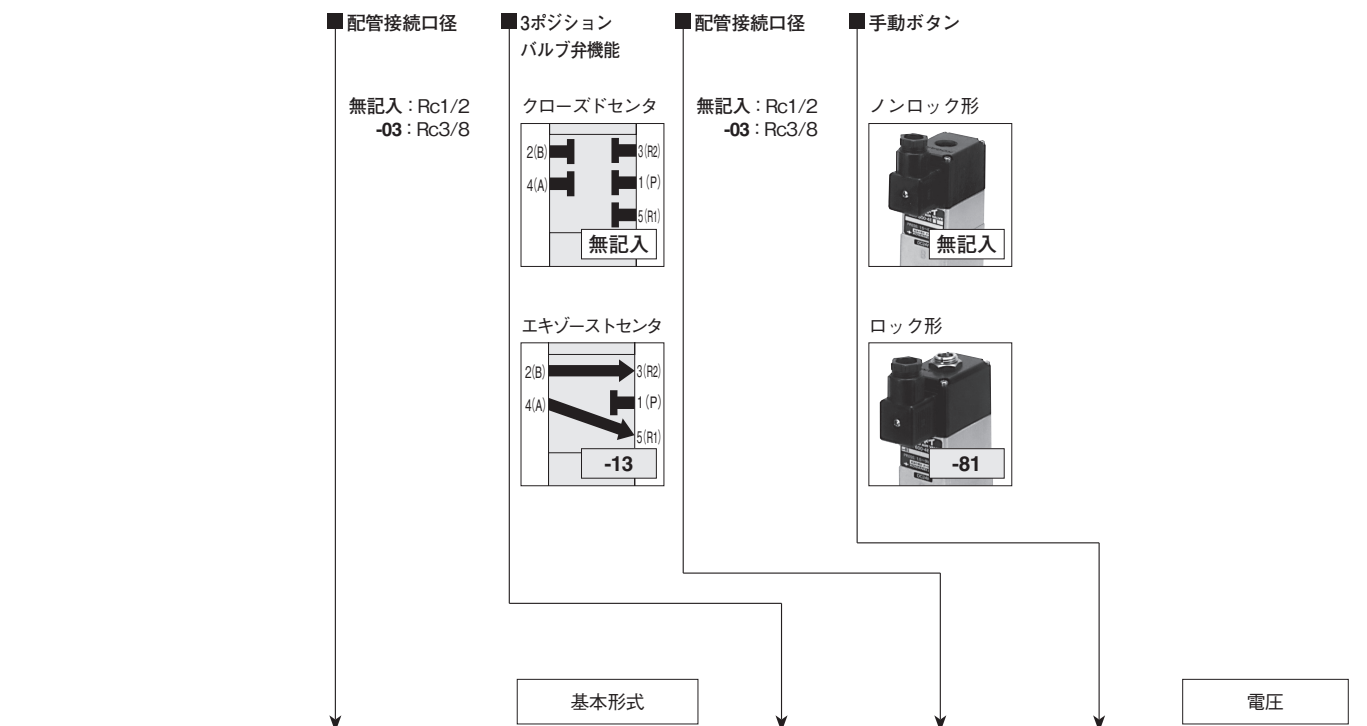 ■配管接続口径
無記入：Rc1/2
-03：Rc3/8
■3ポジション
バルブ弁機能
クローズドセンタ
2(B)
3(R2)
4(A)
1(P)
5(R1)
無記入
エキゾーストセンタ
2(B)
3(R2)
4(A)
1(P)
5(R1)
-13
■配管接続口径
無記入：Rc1/2
-03：Rc3/8
■手動ボタン
ノンロック形
無記入
ロック形
-81
基本形式
電圧